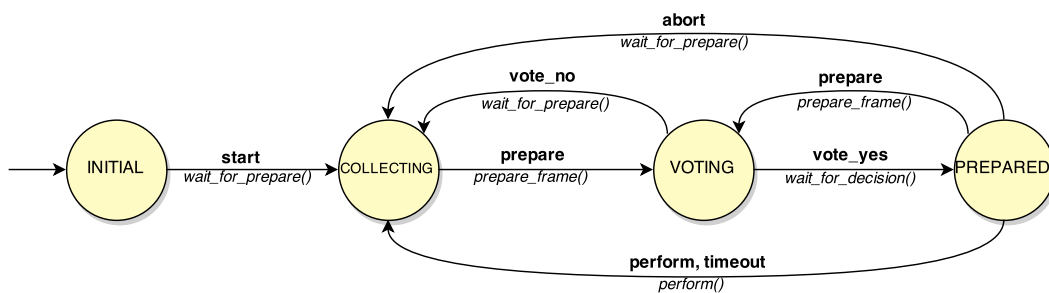 abort
wait_for_prepare()
vote_no
wait_for_prepare()
prepare
prepare_frame()
INITIAL
start
wait_for_prepare()
COLLECTING
prepare
prepare_frame()
VOTING
vote_yes
wait_for_decision()
PREPARED
perform, timeout
perform()